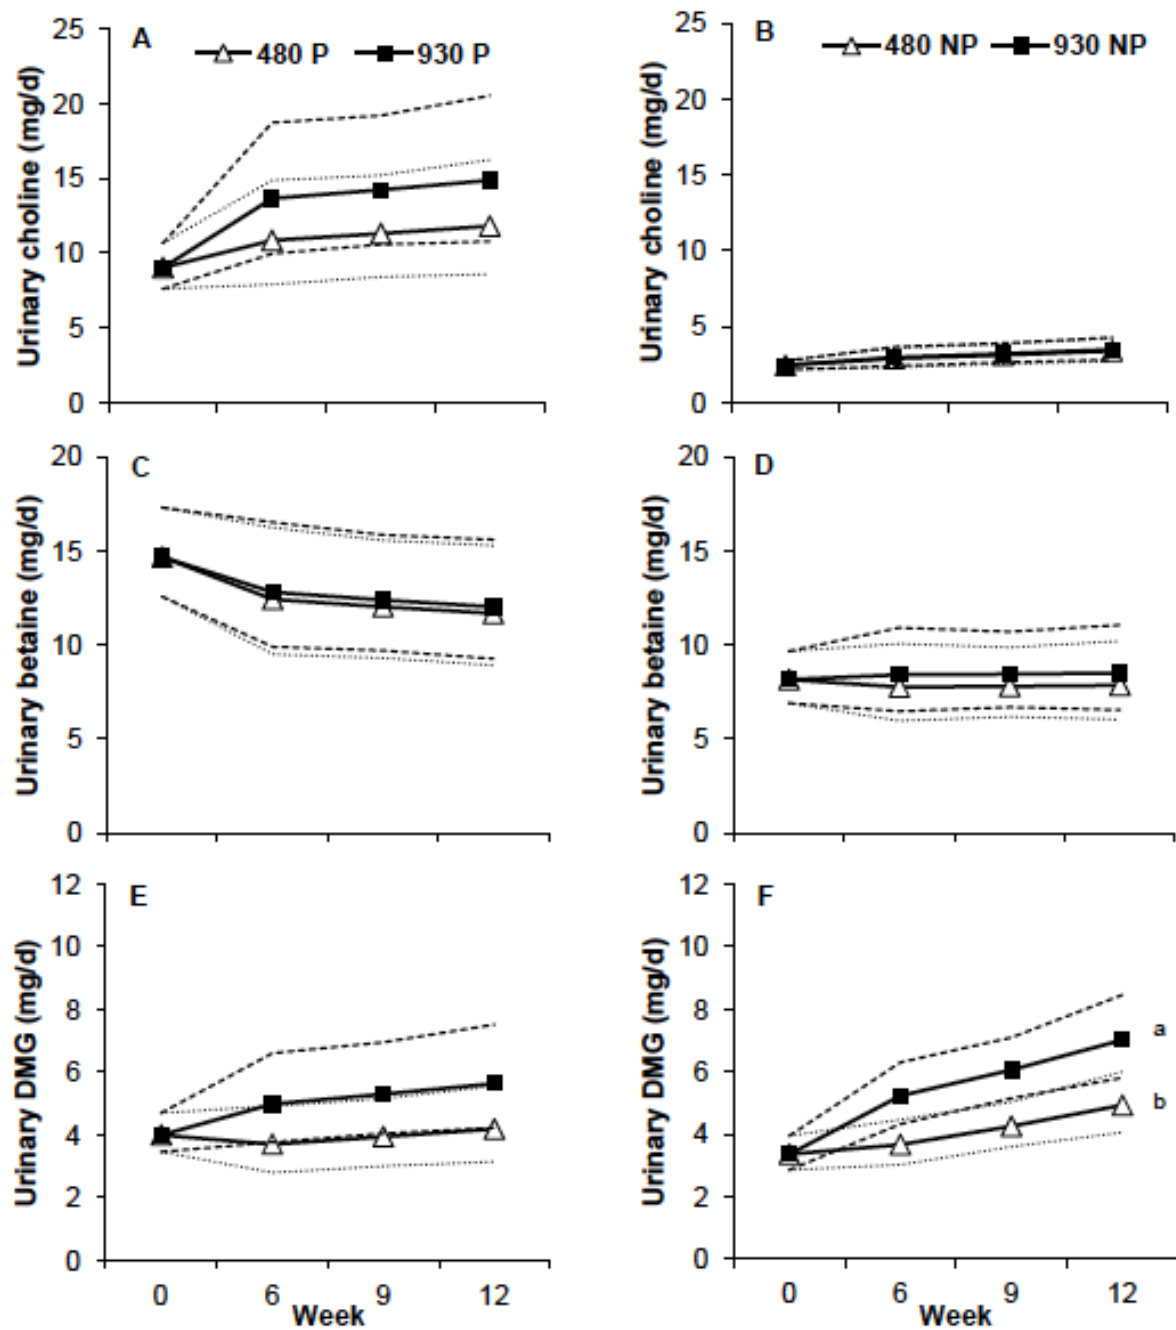 A 480 P 930 P
Urinary choline (mg/d)
25
20
15
10
5
0
B 480 NP 930 NP
Urinary choline (mg/d)
25
20
15
10
5
0
C
Urinary betaine (mg/d)
20
15
10
5
0
D
Urinary betaine (mg/d)
20
15
10
5
0
E
Urinary DMG (mg/d)
12
10
8
6
4
2
0
0 6 9 12
Week
F
Urinary DMG (mg/d)
12
10
8
6
4
2
0
a
b
0 6 9 12
Week